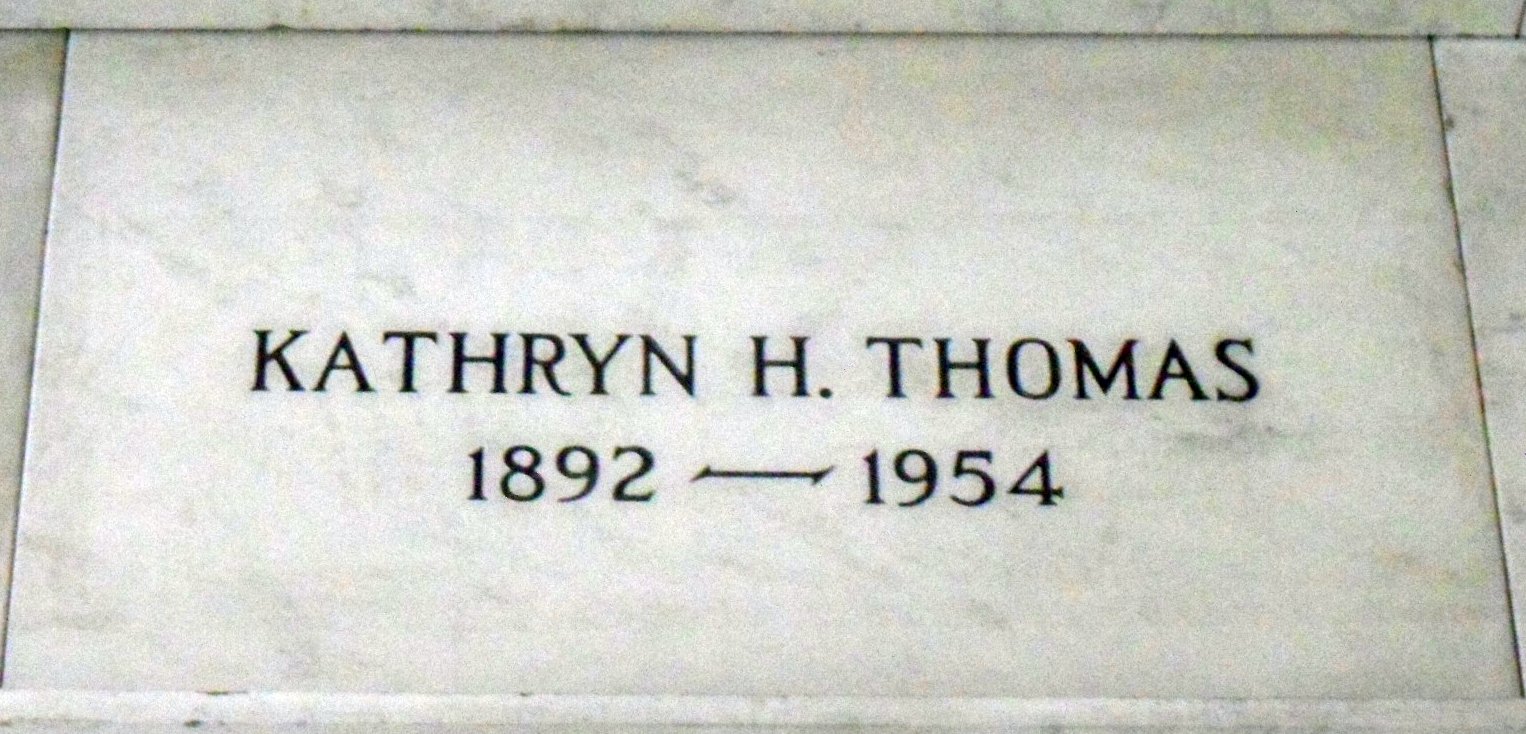 KATHRYN H. THOMAS
1892 — 1954